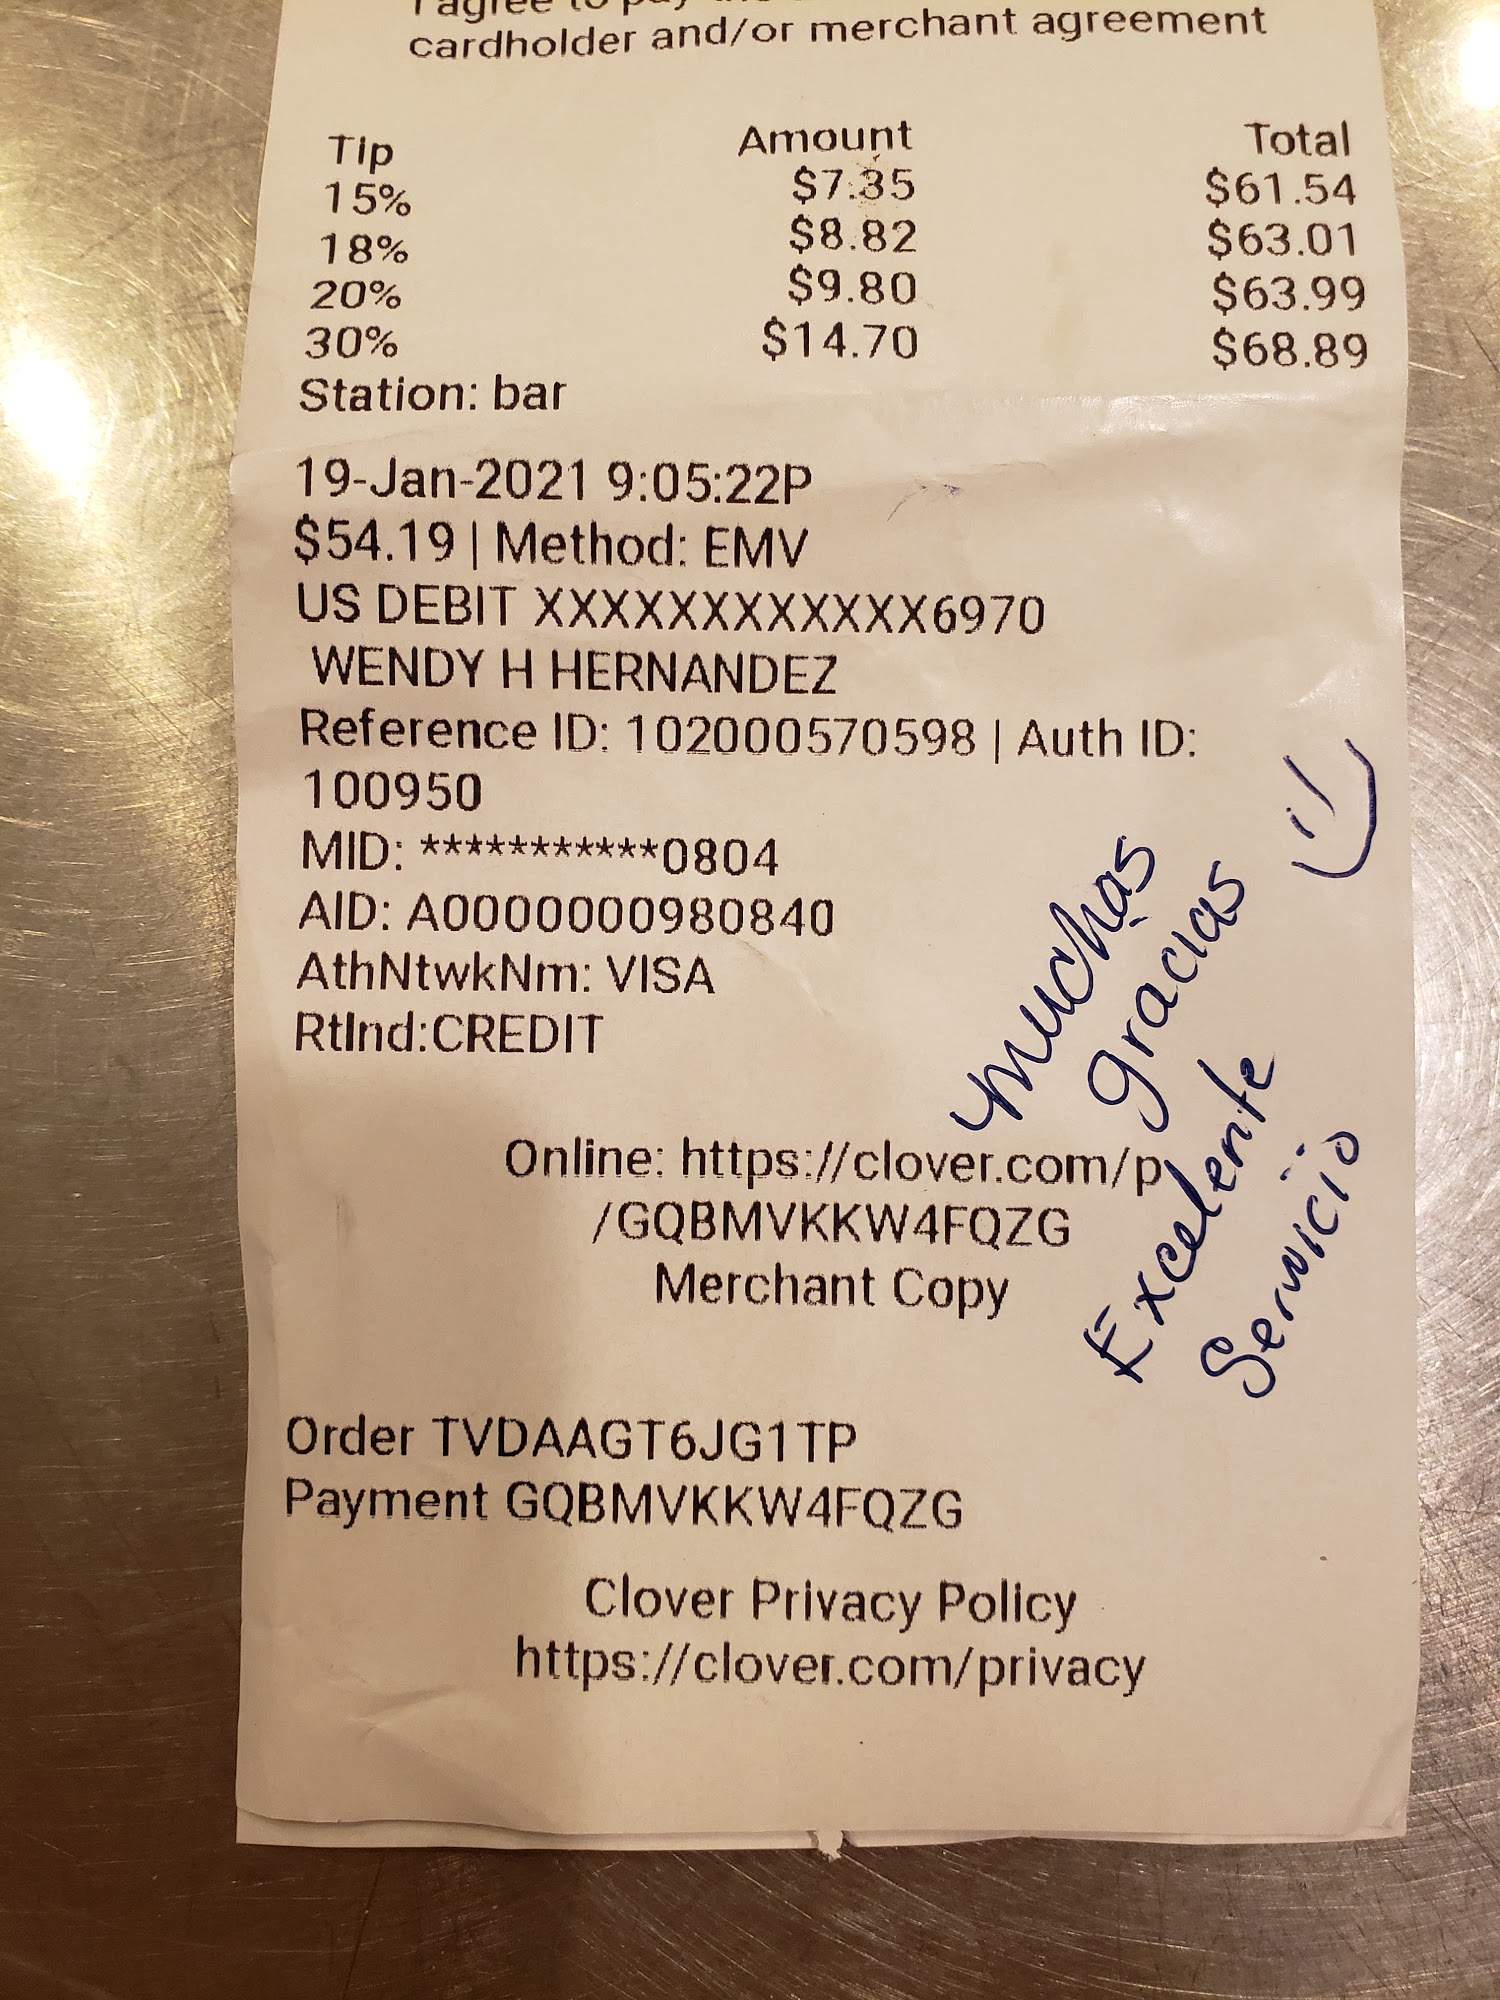 I agree to pay the
cardholder and/or merchant agreement
Tip Amount Total
15% $7.35 $61.54
18% $8.82 $63.01
20% $9.80 $63.99
30% $14.70 $68.89
Station: bar
19-Jan-2021 9:05:22P
$54.19 | Method: EMV
US DEBIT XXXXXXXXXXXX6970
WENDY H HERNANDEZ
Reference ID: 102000570598 | Auth ID:
100950
MID: ***********0804
AID: A0000000980840
AthNtwkNm: VISA
RtInd:CREDIT
muchas
gracias
Excelente
Servicio
Online: https://clover.com/p
/GQBMVKKW4FQZG
Merchant Copy
Order TVDAAGT6JG1TP
Payment GQBMVKKW4FQZG
Clover Privacy Policy
https://clover.com/privacy